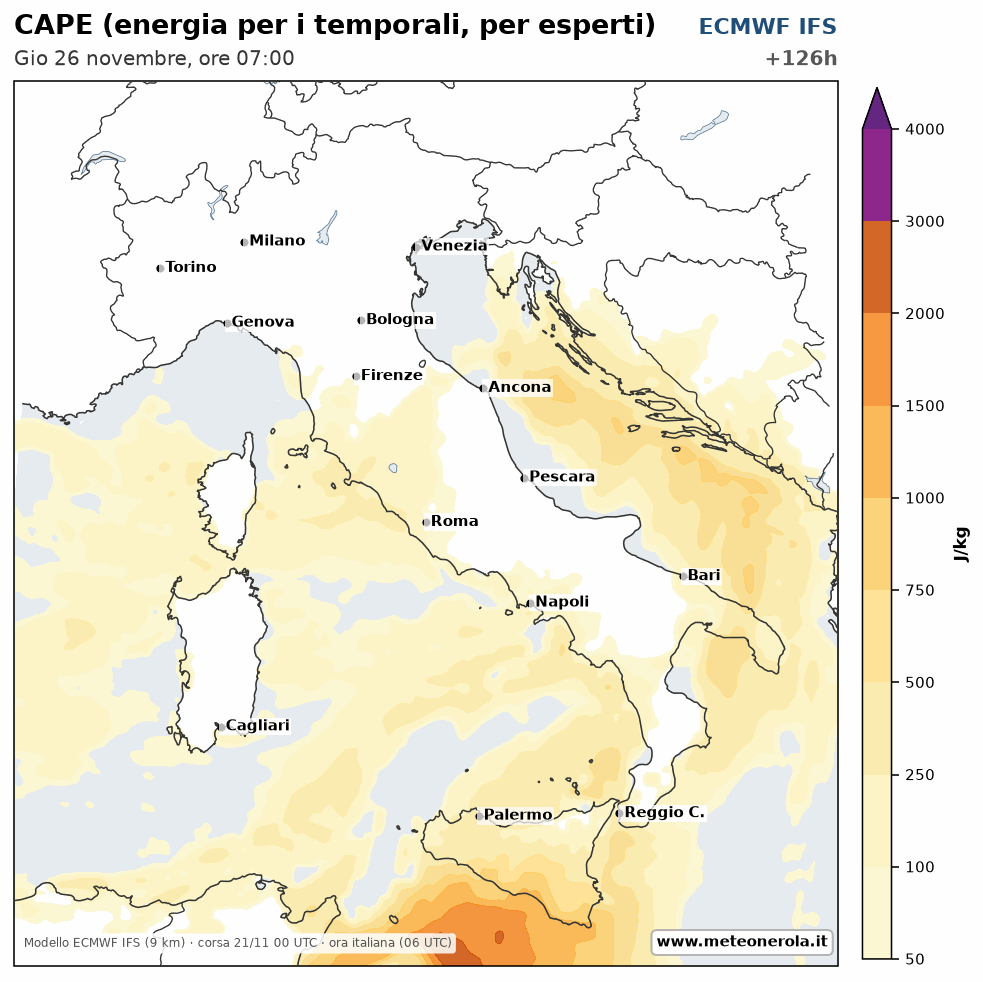 CAPE (energia per i temporali, per esperti)
ECMWF IFS
Gio 26 novembre, ore 07:00
+126h
Milano
Venezia
Torino
Genova
Bologna
Firenze
Ancona
Pescara
Roma
Bari
Napoli
Cagliari
Palermo
Reggio C.
4000
3000
2000
1500
1000
750
500
250
100
50
J/kg
Modello ECMWF IFS (9 km) · corsa 21/11 00 UTC · ora italiana (06 UTC)
www.meteonerola.it